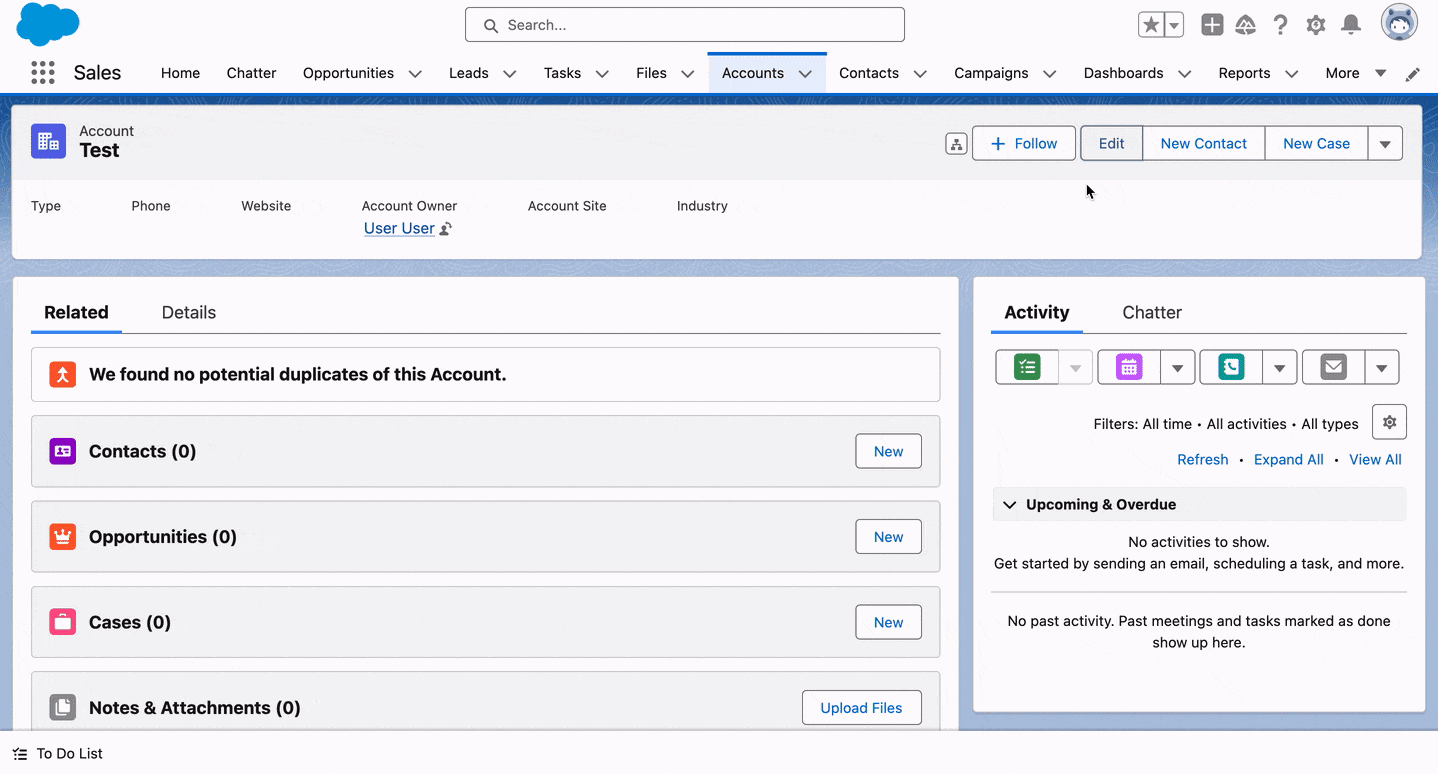 Search...
Sales
Home
Chatter
Opportunities
Leads
Tasks
Files
Accounts
Contacts
Campaigns
Dashboards
Reports
More
Account
Test
Follow
Edit
New Contact
New Case
Type
Phone
Website
Account Owner
Account Site
Industry
User User
Related
Details
We found no potential duplicates of this Account.
Contacts (0)
New
Opportunities (0)
New
Cases (0)
New
Notes & Attachments (0)
Upload Files
Activity
Chatter
Filters: All time • All activities • All types
Refresh • Expand All • View All
Upcoming & Overdue
No activities to show.
Get started by sending an email, scheduling a task, and more.
No past activity. Past meetings and tasks marked as done
show up here.
To Do List